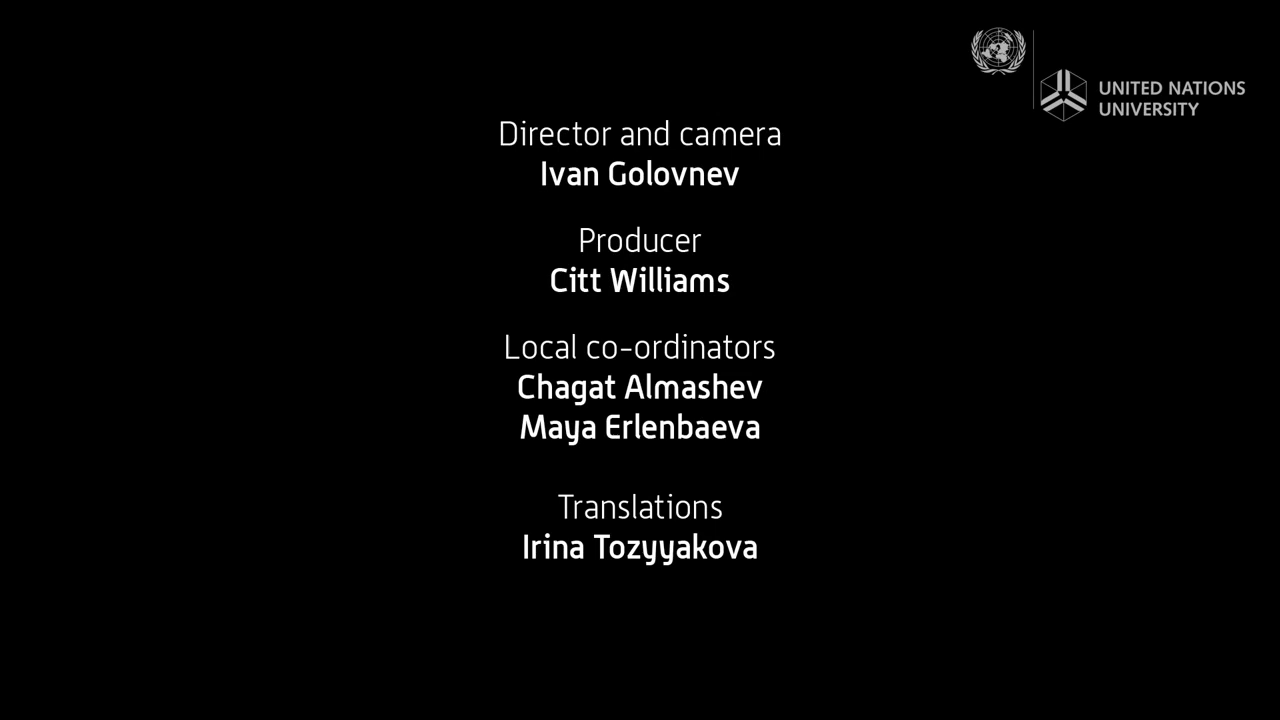 UNITED NATIONS
UNIVERSITY
Director and camera
Ivan Golovnev
Producer
Citt Williams
Local co-ordinators
Chagat Almashev
Maya Erlenbaeva
Translations
Irina Tozyyakova